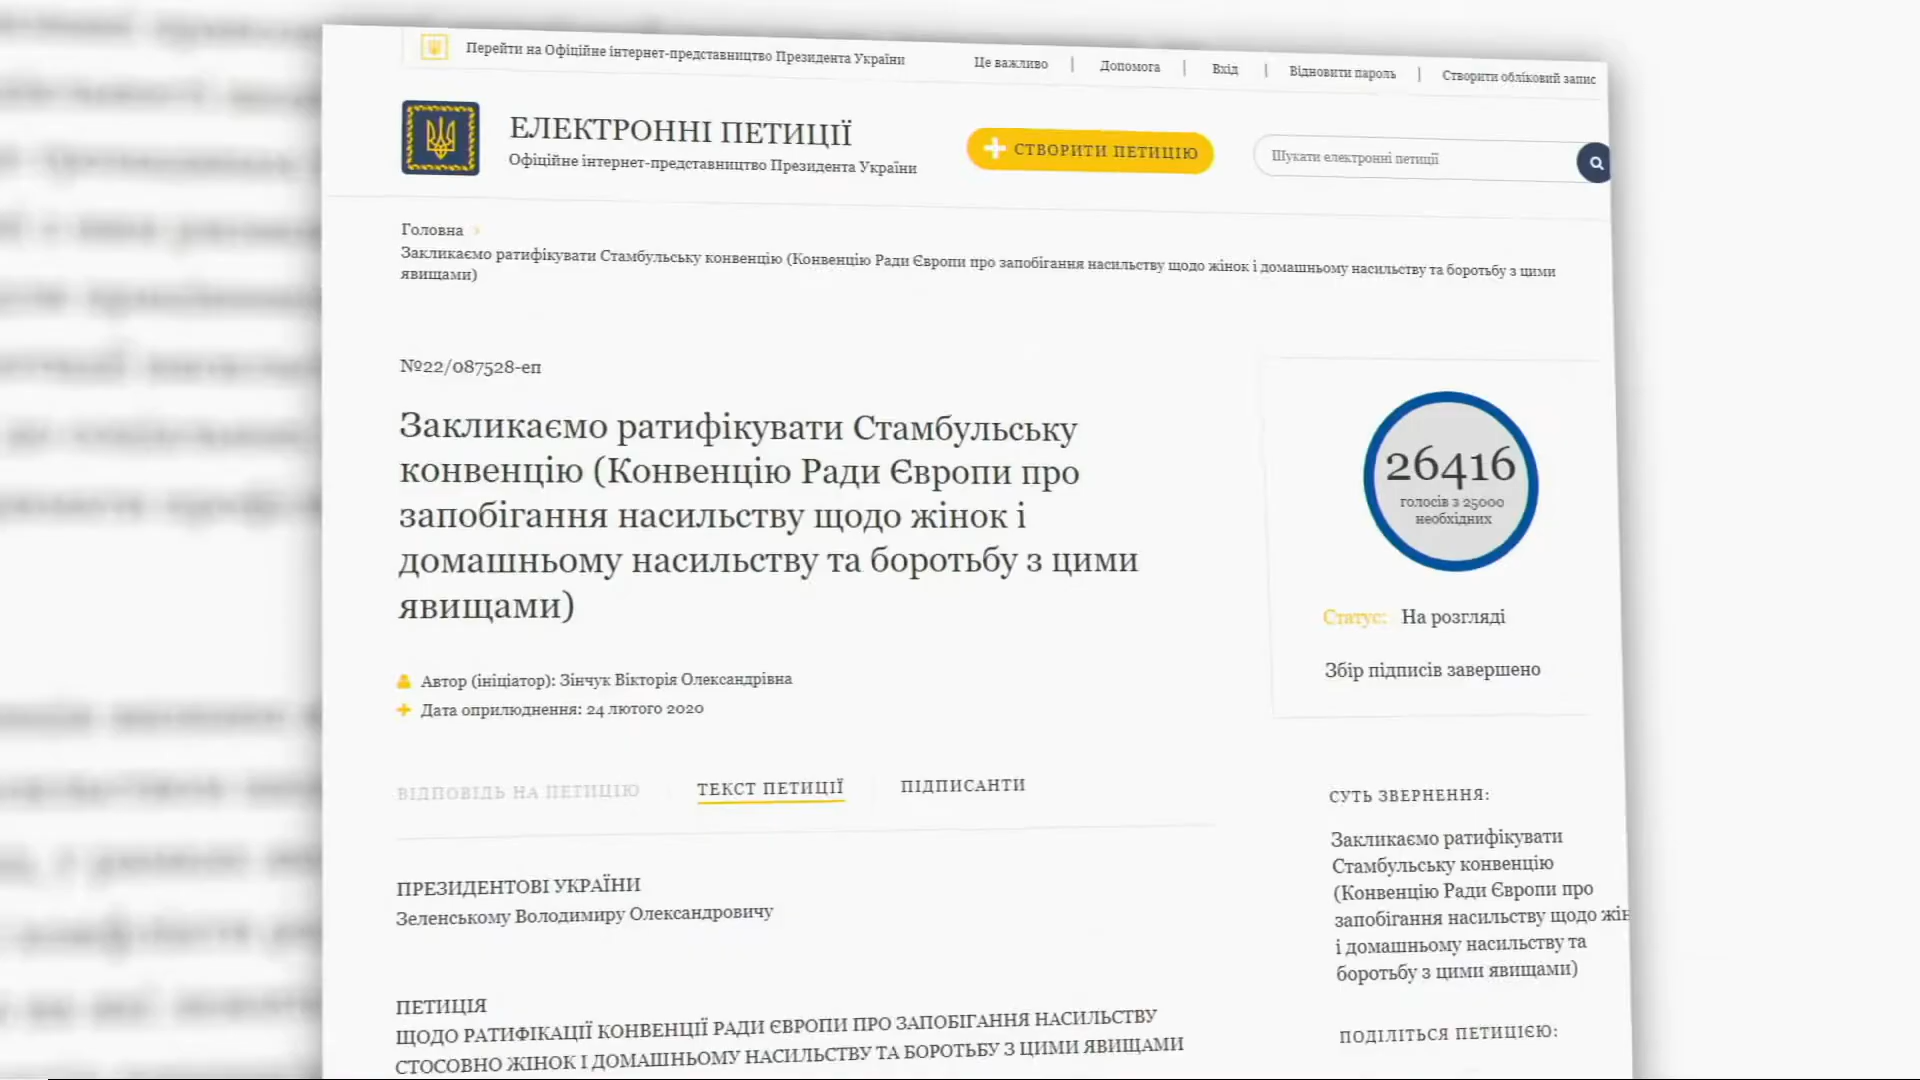 Перейти на Офіційне інтернет-представництво Президента України
Це важливо | Допомога | Вхід | Відновити пароль | Створити обліковий запис
ЕЛЕКТРОННІ ПЕТИЦІЇ
Офіційне інтернет-представництво Президента України
СТВОРИТИ ПЕТИЦІЮ
Шукати електронні петиції
Головна
Закликаємо ратифікувати Стамбульську конвенцію (Конвенцію Ради Європи про запобігання насильству щодо жінок і домашньому насильству та боротьбу з цими
явищами)
№22/087528-еп
Закликаємо ратифікувати Стамбульську
конвенцію (Конвенцію Ради Європи про
запобігання насильству щодо жінок і
домашньому насильству та боротьбу з цими
явищами)
Автор (ініціатор): Зінчук Вікторія Олександрівна
Дата оприлюднення: 24 лютого 2020
26416
голосів з 25000
необхідних
Статус: На розгляді
Збір підписів завершено
ВІДПОВІДЬ НА ПЕТИЦІЮ
ТЕКСТ ПЕТИЦІЇ
ПІДПИСАНТИ
ПРЕЗИДЕНТОВІ УКРАЇНИ
Зеленському Володимиру Олександровичу
ПЕТИЦІЯ
ЩОДО РАТИФІКАЦІЇ КОНВЕНЦІЇ РАДИ ЄВРОПИ ПРО ЗАПОБІГАННЯ НАСИЛЬСТВУ
СТОСОВНО ЖІНОК І ДОМАШНЬОМУ НАСИЛЬСТВУ ТА БОРОТЬБУ З ЦИМИ ЯВИЩАМИ
СУТЬ ЗВЕРНЕННЯ:
Закликаємо ратифікувати
Стамбульську конвенцію
(Конвенцію Ради Європи про
запобігання насильству щодо жін
і домашньому насильству та
боротьбу з цими явищами)
ПОДІЛІТЬСЯ ПЕТИЦІЄЮ: